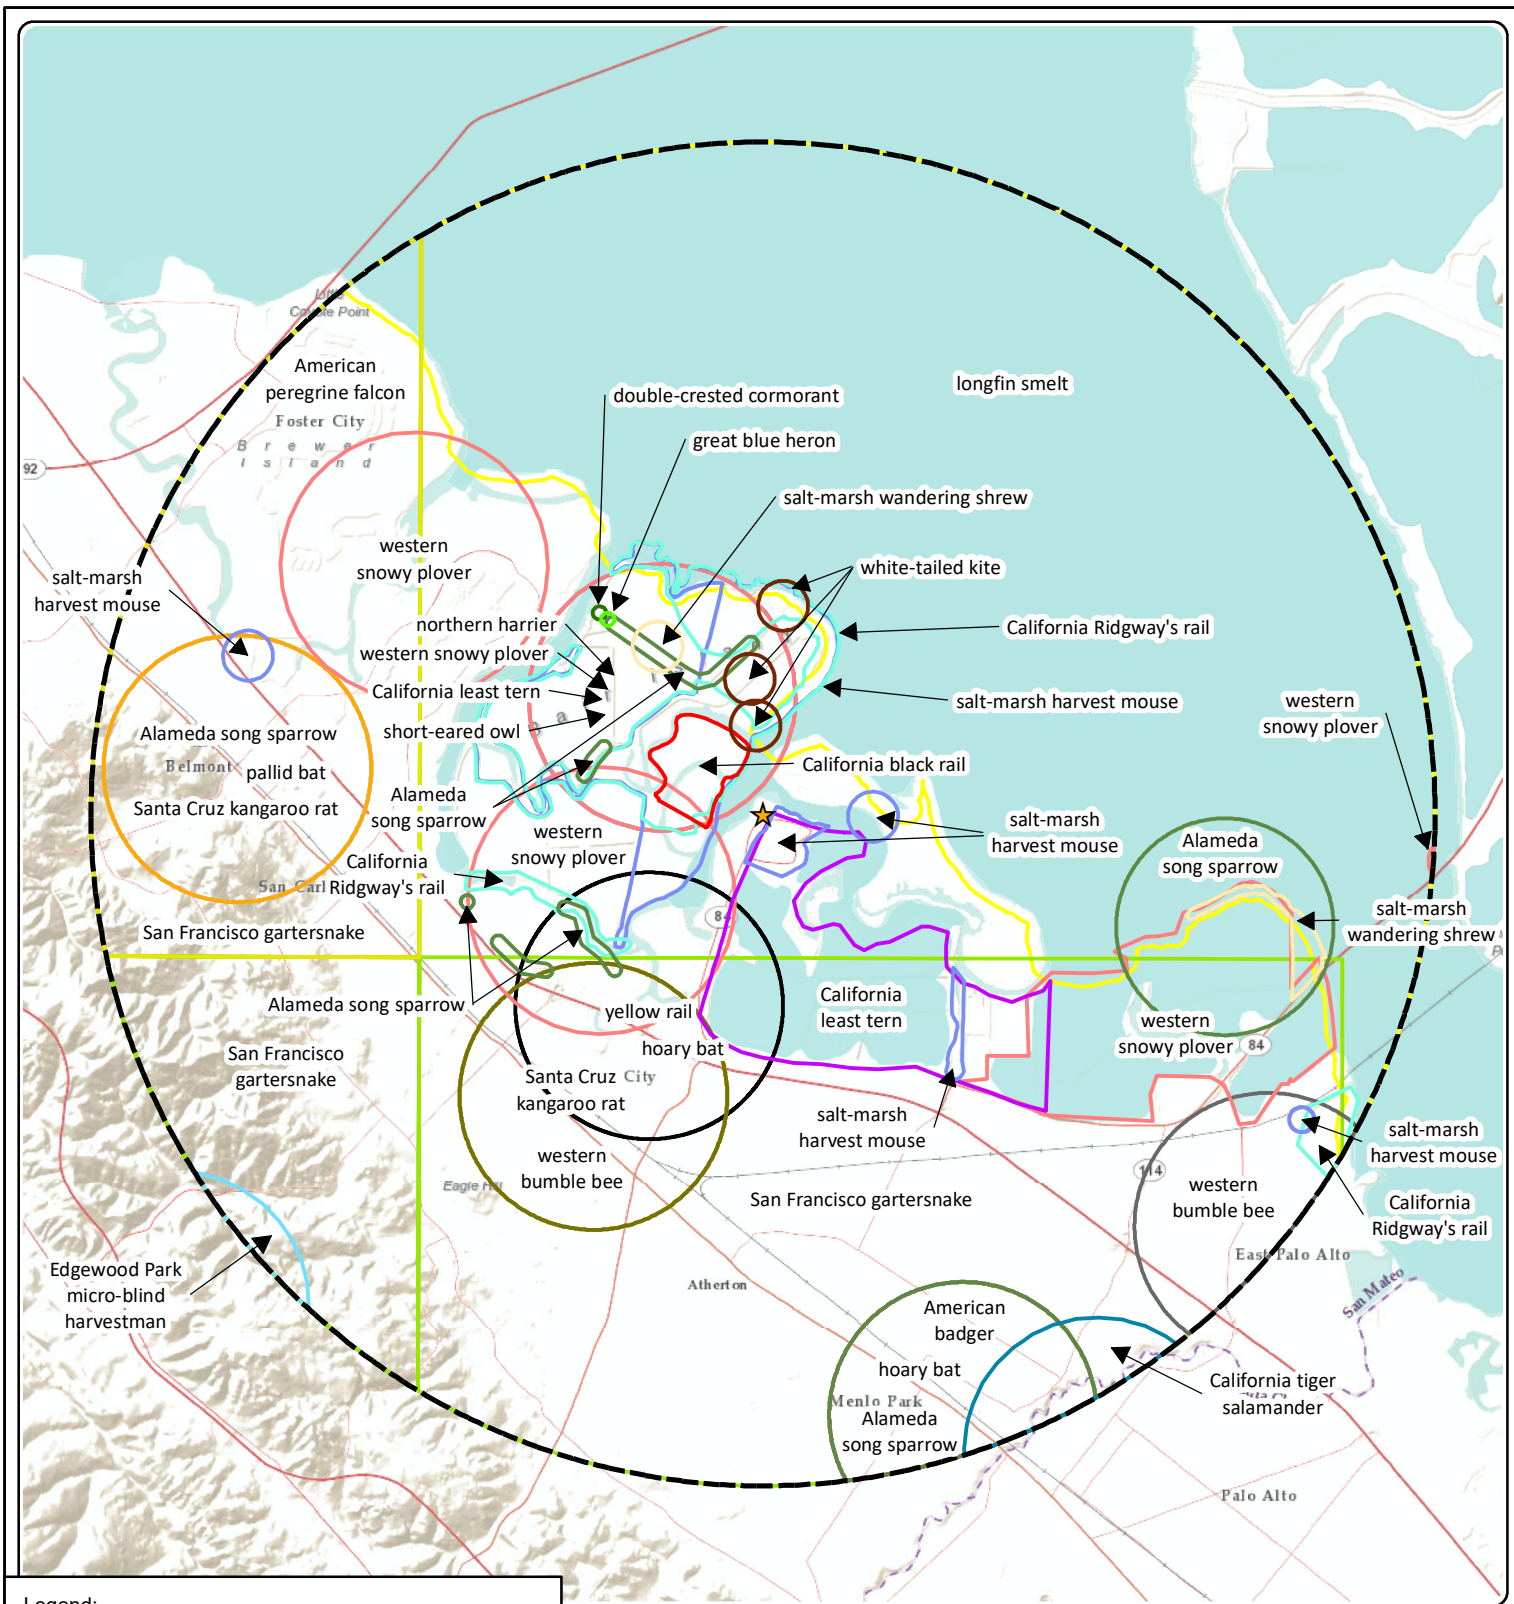 Little
Coyote Point
American
peregrine falcon
Foster City
Brewer
Island
92
double-crested cormorant
longfin smelt
great blue heron
salt-marsh wandering shrew
western
snowy plover
white-tailed kite
salt-marsh
harvest mouse
northern harrier
California Ridgway's rail
western snowy plover
California least tern
salt-marsh harvest mouse
western
snowy plover
short-eared owl
Alameda song sparrow
Belmont
pallid bat
California black rail
Santa Cruz kangaroo rat
Alameda
song sparrow
western
snowy plover
salt-marsh
harvest mouse
Alameda
song sparrow
California
Ridgway's rail
San Carl
84
salt-marsh
wandering shrew
San Francisco gartersnake
Alameda song sparrow
yellow rail
California
least tern
western
snowy plover
84
hoary bat
San Francisco
gartersnake
Santa Cruz
kangaroo rat
City
salt-marsh
harvest mouse
salt-marsh
harvest mouse
western
bumble bee
114
Eagle Hill
San Francisco gartersnake
western
bumble bee
California
Ridgway's rail
East Palo Alto
Edgewood Park
micro-blind
harvestman
Atherton
San Mateo
American
badger
hoary bat
California tiger
salamander
Menlo Park
Alameda
song sparrow
Palo Alto
Legend: